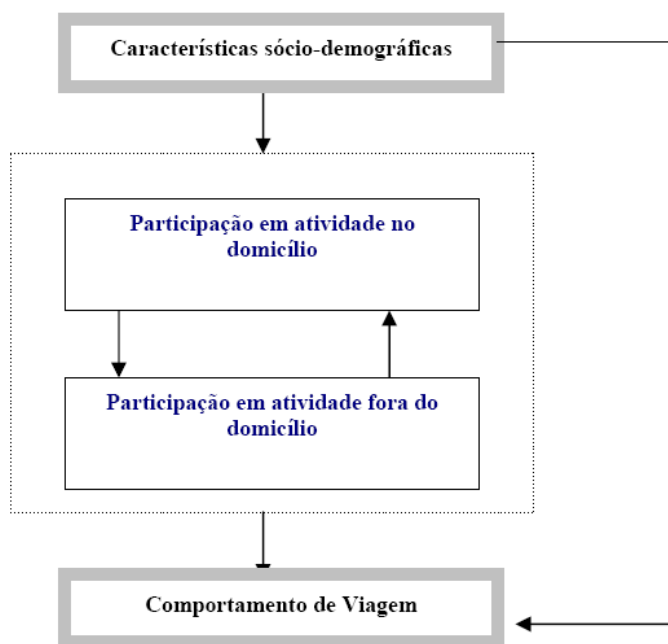 Características sócio-demográficas
Participação em atividade no
domicílio
Participação em atividade fora do
domicílio
Comportamento de Viagem